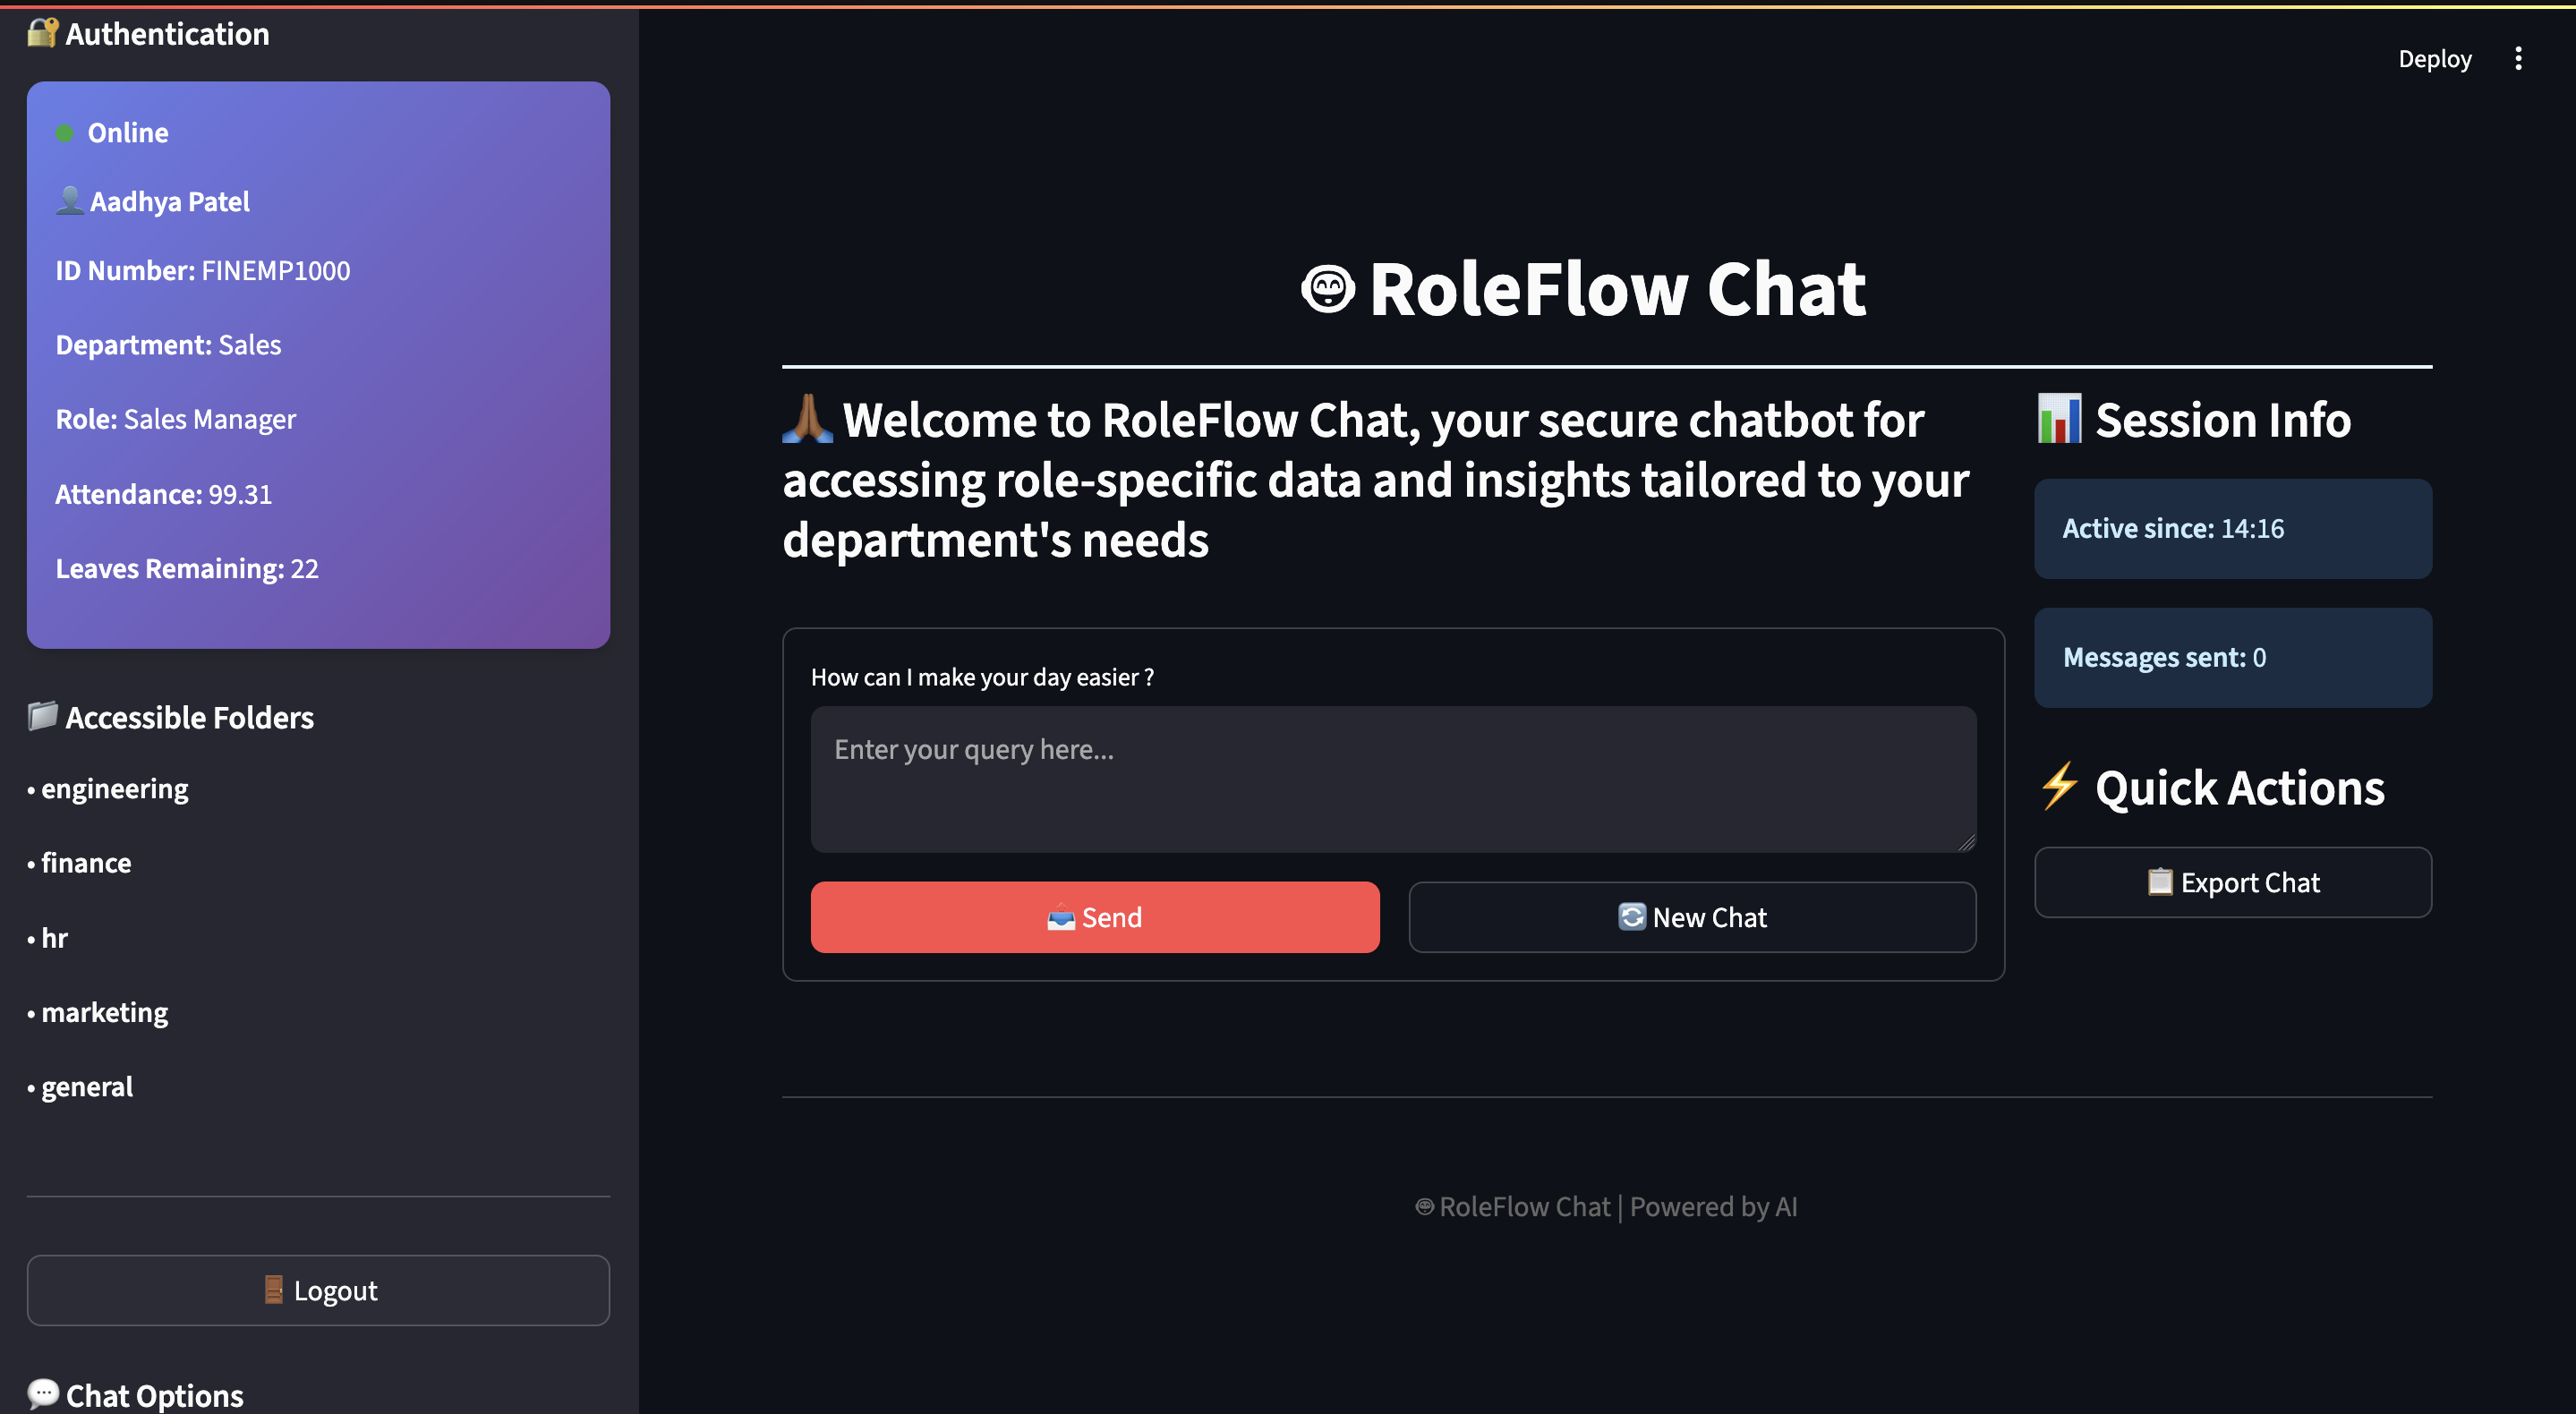 🔐 Authentication
Online
👤 Aadhya Patel
ID Number: FINEMP1000
Department: Sales
Role: Sales Manager
Attendance: 99.31
Leaves Remaining: 22
📁 Accessible Folders
• engineering
• finance
• hr
• marketing
• general
🚪 Logout
💬 Chat Options
Deploy
RoleFlow Chat
🙏🏾 Welcome to RoleFlow Chat, your secure chatbot for
accessing role-specific data and insights tailored to your
department's needs
How can I make your day easier ?
Enter your query here...
📤 Send
🔄 New Chat
📊 Session Info
Active since: 14:16
Messages sent: 0
⚡ Quick Actions
📋 Export Chat
RoleFlow Chat | Powered by AI